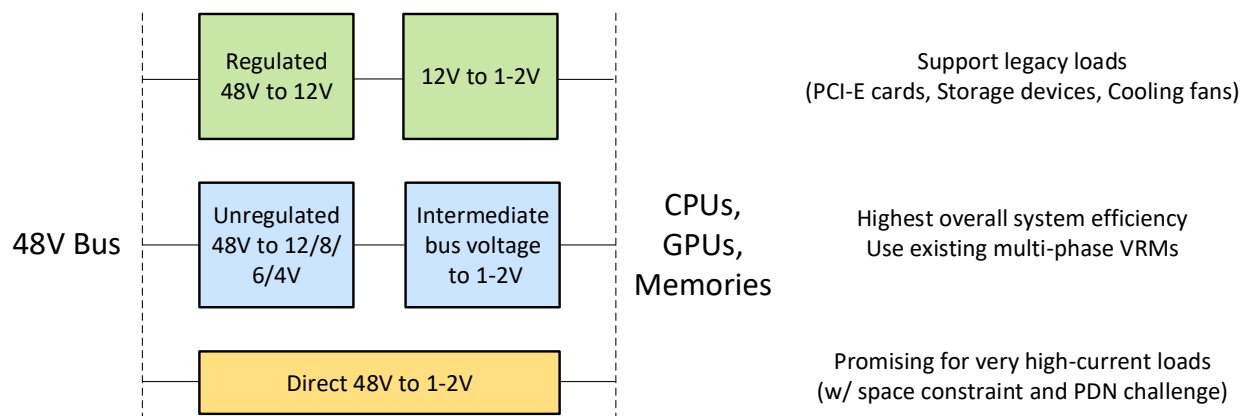 Regulated
48V to 12V
12V to 1-2V
Support legacy loads
(PCI-E cards, Storage devices, Cooling fans)
48V Bus
Unregulated
48V to 12/8/
6/4V
Intermediate
bus voltage
to 1-2V
CPUs,
GPUs,
Memories
Highest overall system efficiency
Use existing multi-phase VRMs
Direct 48V to 1-2V
Promising for very high-current loads
(w/ space constraint and PDN challenge)